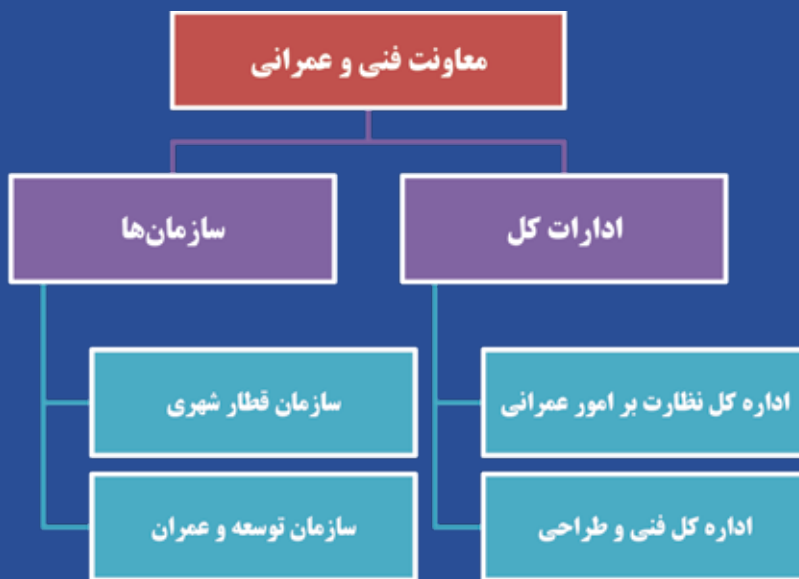 معاونت فنی و عمرانی
ادارات کل
سازمان‌ها
اداره کل نظارت بر امور عمرانی
سازمان قطار شهری
اداره کل فنی و طراحی
سازمان توسعه و عمران